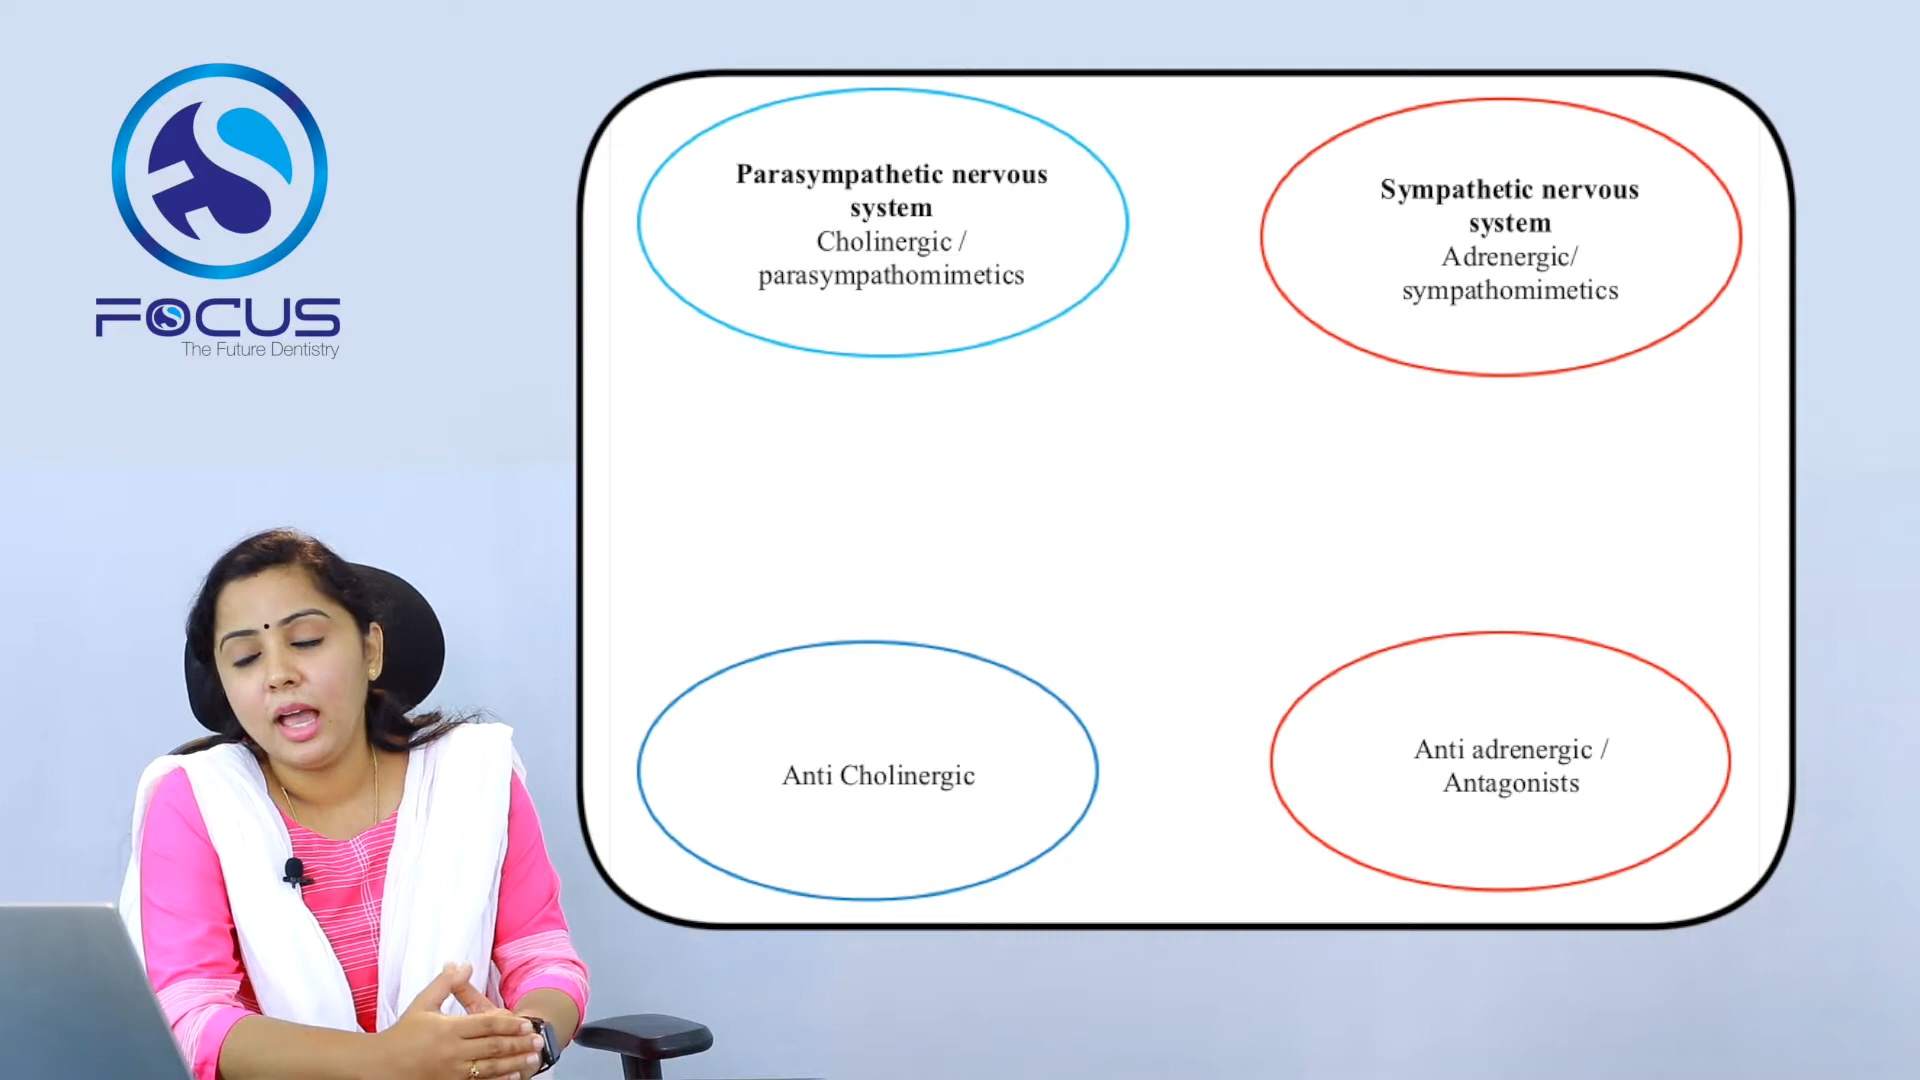 FOCUS
The Future Dentistry
Parasympathetic nervous
system
Cholinergic /
parasympathomimetics
Sympathetic nervous
system
Adrenergic/
sympathomimetics
Anti Cholinergic
Anti adrenergic /
Antagonists